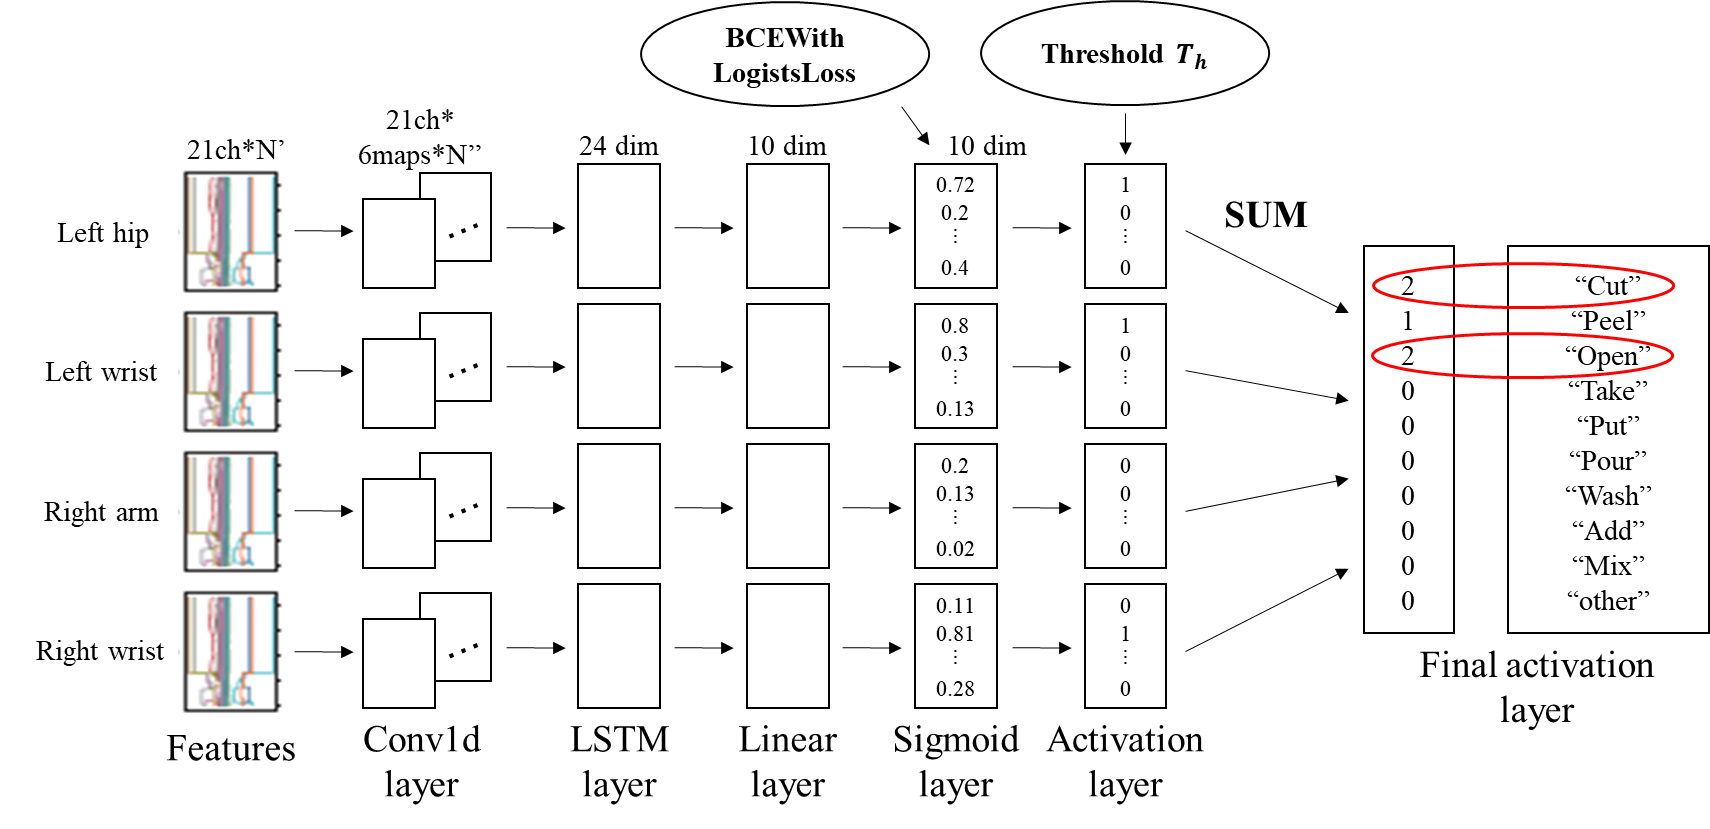 BCEWith
LogistsLoss
Threshold T_h
21ch*N’
21ch*
6maps*N”
24 dim
10 dim
10 dim
Left hip
0.72
0.2
⋮
0.4
1
0
⋮
0
SUM
Left wrist
0.8
0.3
⋮
0.13
1
0
⋮
0
Right arm
0.2
0.13
⋮
0.02
0
0
⋮
0
Right wrist
0.11
0.81
⋮
0.28
0
1
⋮
0
2 “Cut”
1 “Peel”
2 “Open”
0 “Take”
0 “Put”
0 “Pour”
0 “Wash”
0 “Add”
0 “Mix”
0 “other”
Features
Conv1d
layer
LSTM
layer
Linear
layer
Sigmoid
layer
Activation
layer
Final activation
layer